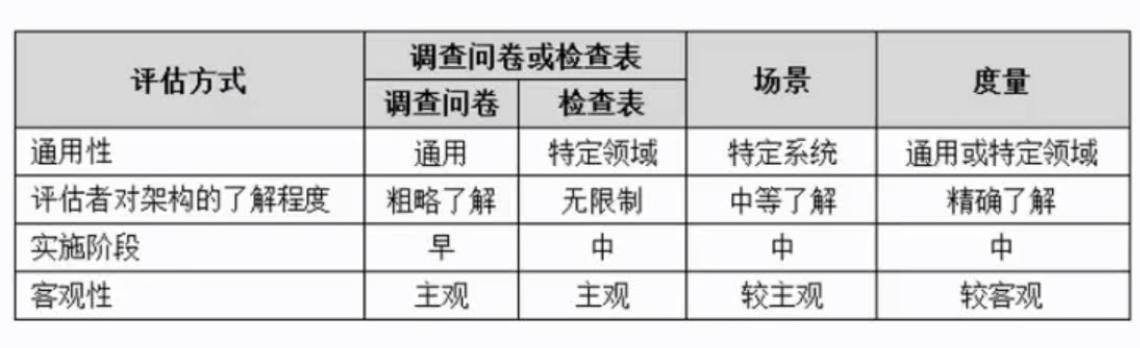 评估方式 调查问卷或检查表 场景 度量
调查问卷 检查表
通用性 通用 特定领域 特定系统 通用或特定领域
评估者对架构的了解程度 粗略了解 无限制 中等了解 精确了解
实施阶段 早 中 中 中
客观性 主观 主观 较主观 较客观